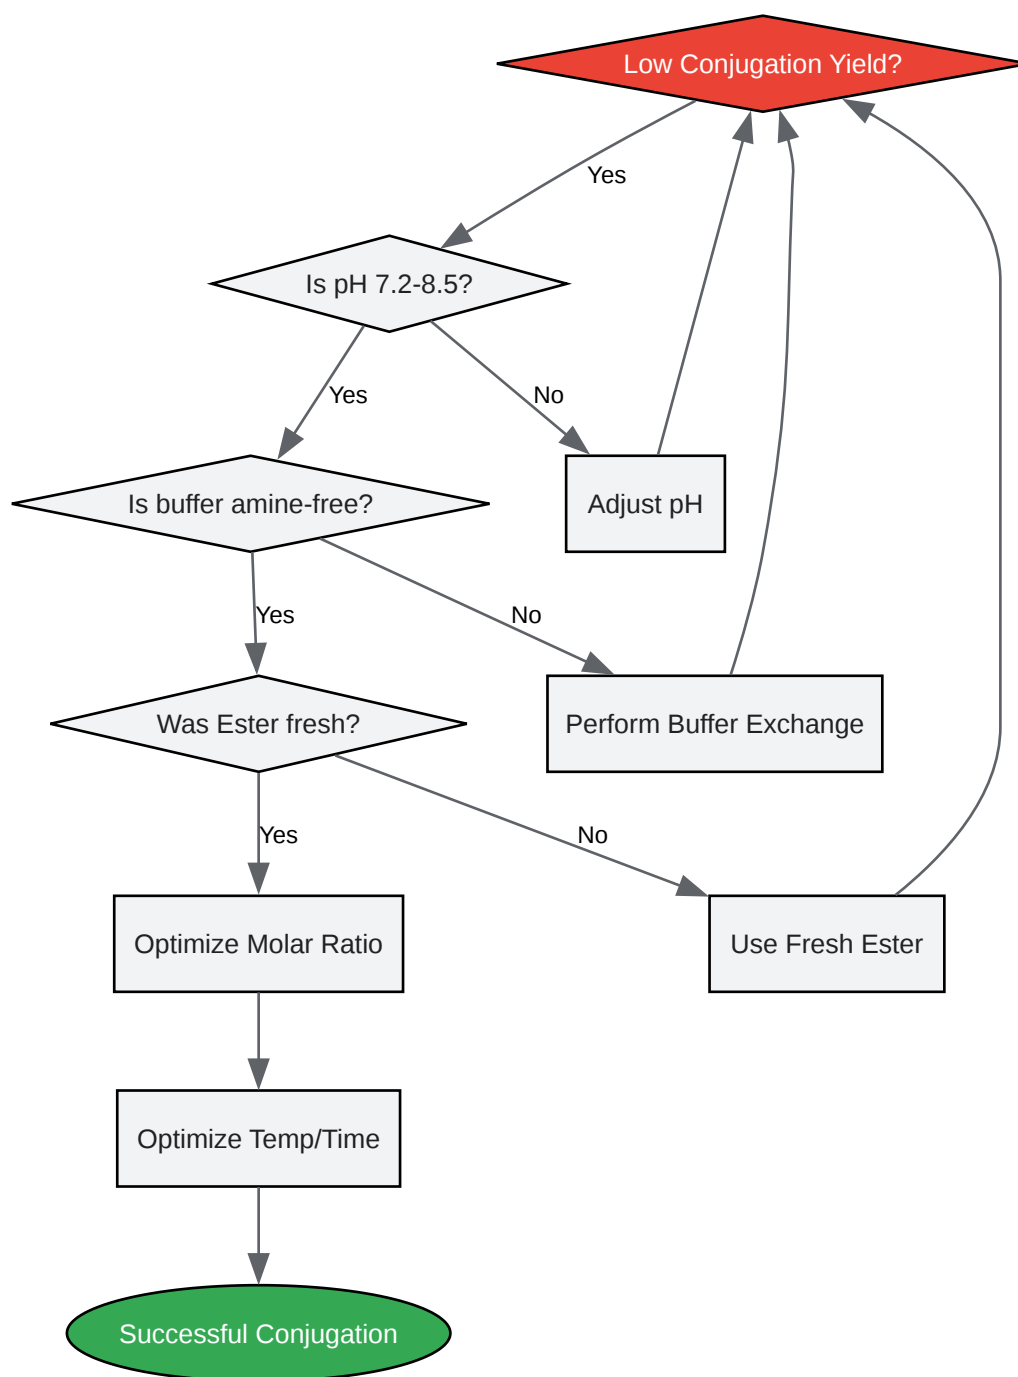 Low Conjugation Yield?
Yes
Is pH 7.2-8.5?
Yes
No
Is buffer amine-free?
Adjust pH
Yes
No
Was Ester fresh?
Perform Buffer Exchange
Yes
No
Optimize Molar Ratio
Use Fresh Ester
Optimize Temp/Time
Successful Conjugation